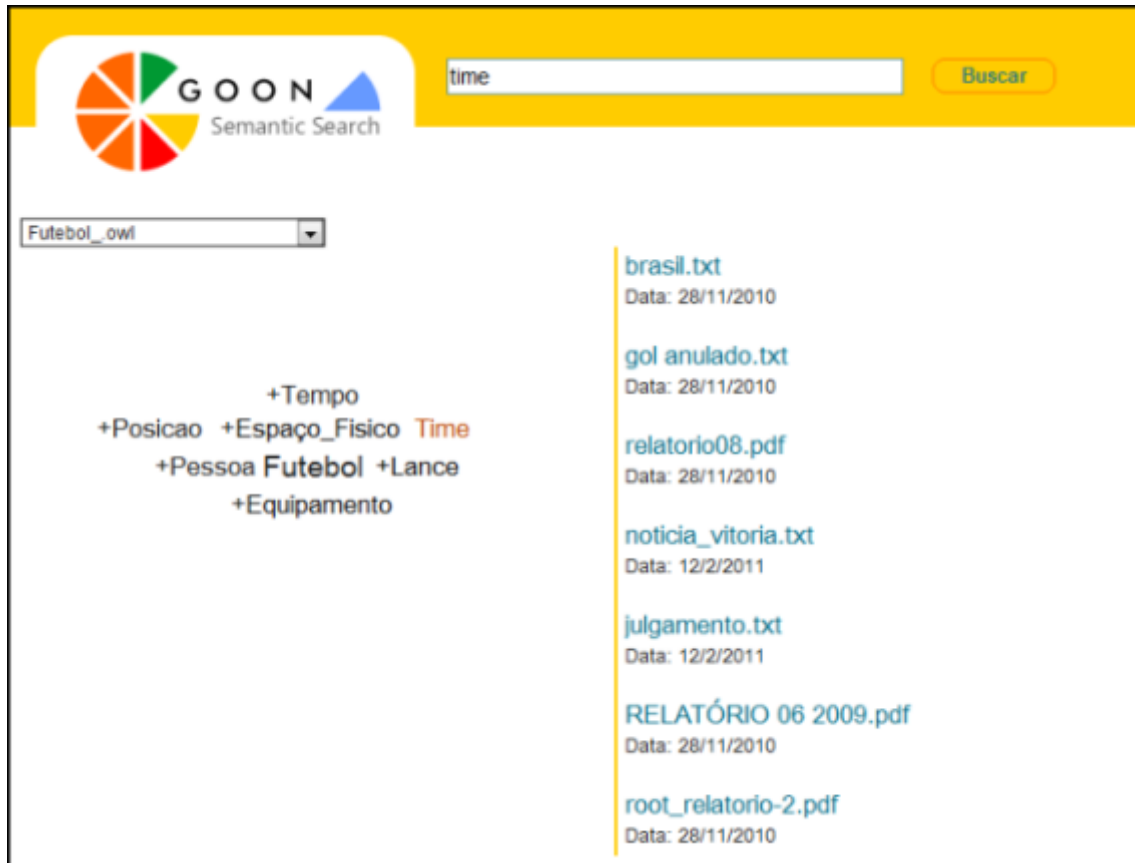 GOON
Semantic Search
time
Buscar
Futebol_.owl
+Tempo
+Posicao +Espaço_Fisico Time
+Pessoa Futebol +Lance
+Equipamento
brasil.txt
Data: 28/11/2010
gol anulado.txt
Data: 28/11/2010
relatorio08.pdf
Data: 28/11/2010
noticia_vitoria.txt
Data: 12/2/2011
julgamento.txt
Data: 12/2/2011
RELATÓRIO 06 2009.pdf
Data: 28/11/2010
root_relatorio-2.pdf
Data: 28/11/2010